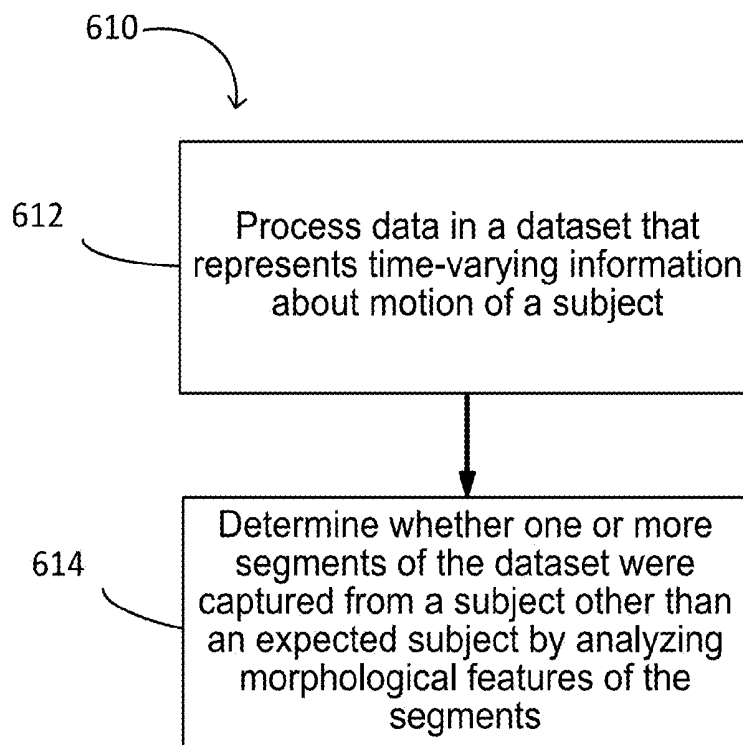 610
612
Process data in a dataset that
represents time-varying information
about motion of a subject
614
Determine whether one or more
segments of the dataset were
captured from a subject other than
an expected subject by analyzing
morphological features of the
segments